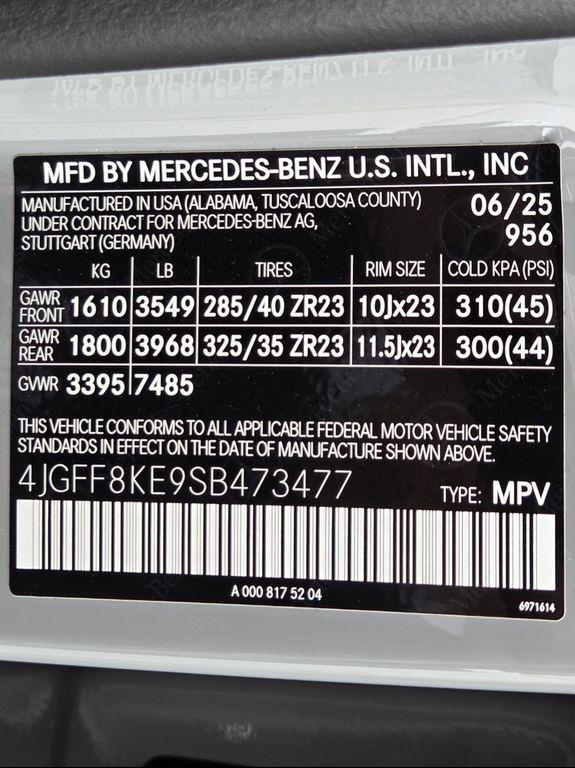 MFD BY MERCEDES-BENZ U.S. INTL., INC
MANUFACTURED IN USA (ALABAMA, TUSCALOOSA COUNTY) 06/25
UNDER CONTRACT FOR MERCEDES-BENZ AG,
STUTTGART (GERMANY) 956
KG LB TIRES RIM SIZE COLD KPA (PSI)
GAWR FRONT 1610 3549 285/40 ZR23 10Jx23 310(45)
GAWR REAR 1800 3968 325/35 ZR23 11.5Jx23 300(44)
GVWR 3395 7485
THIS VEHICLE CONFORMS TO ALL APPLICABLE FEDERAL MOTOR VEHICLE SAFETY
STANDARDS IN EFFECT ON THE DATE OF MANUFACTURE SHOWN ABOVE.
4JGFF8KE9SB473477 TYPE: MPV
A 000 817 52 04
6971614